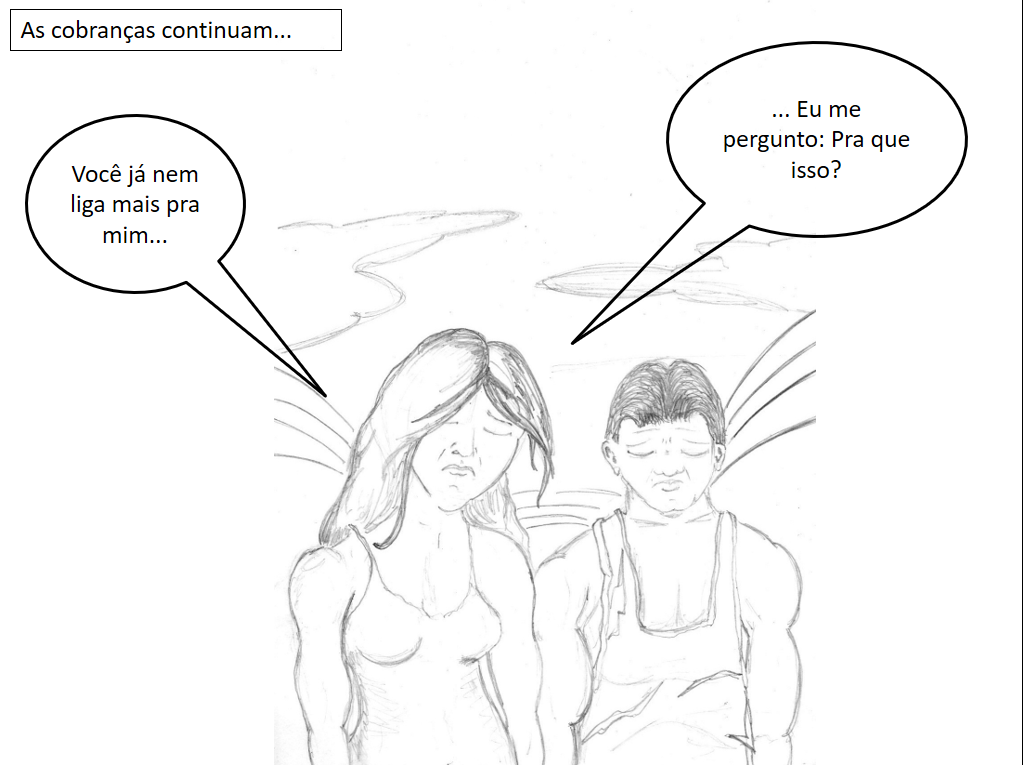 As cobranças continuam...
Você já nem
liga mais pra
mim...
... Eu me
pergunto: Pra que
isso?